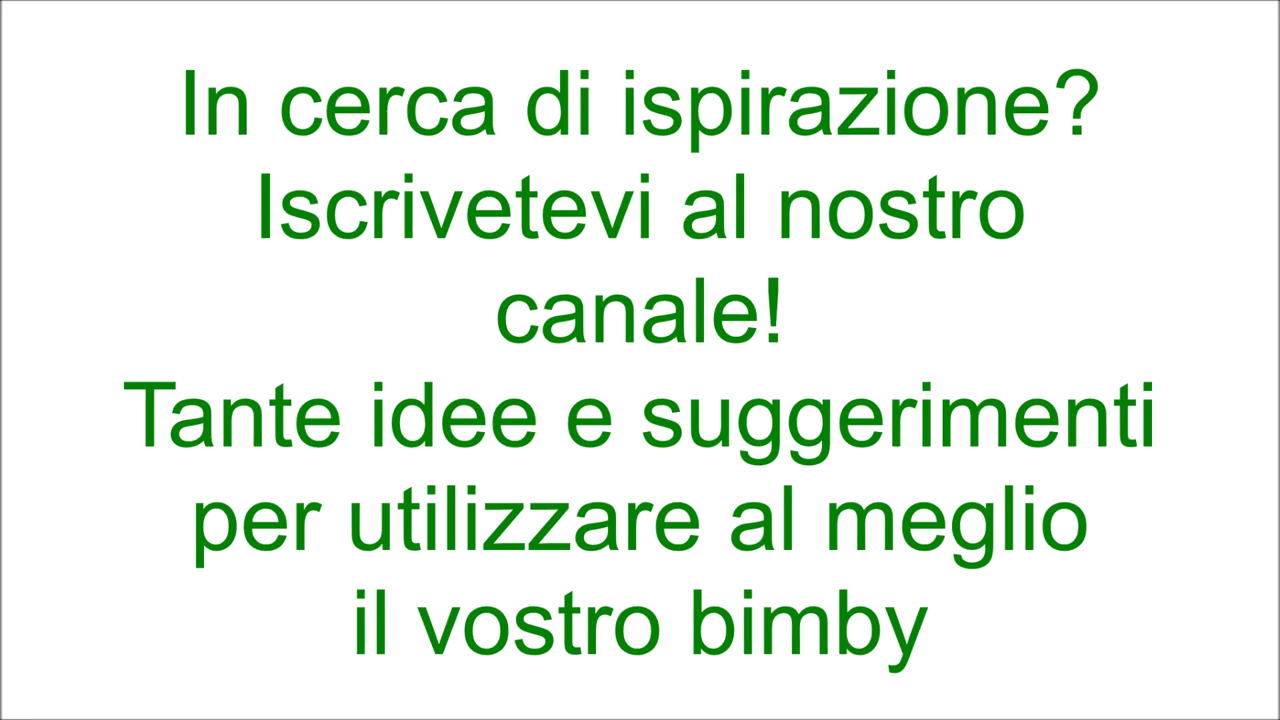 In cerca di ispirazione?
Iscrivetevi al nostro
canale!
Tante idee e suggerimenti
per utilizzare al meglio
il vostro bimby